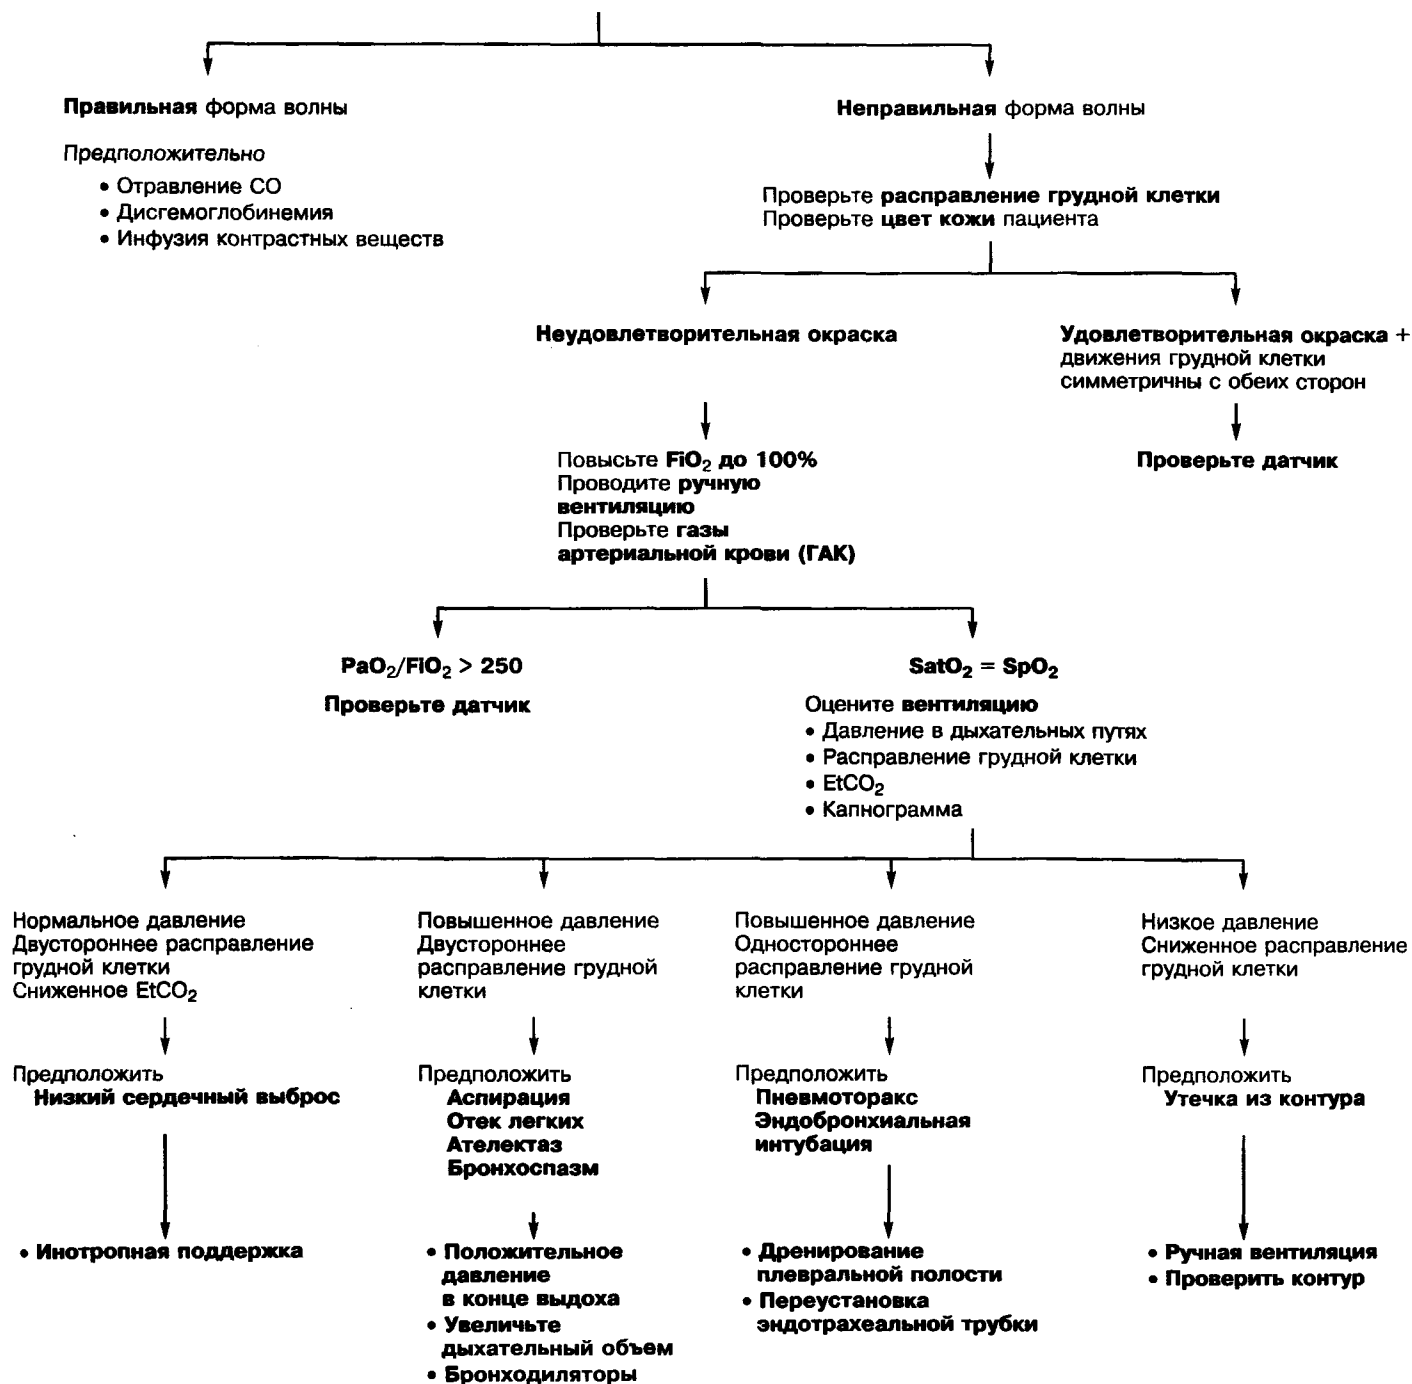 Правильная форма волны
Неправильная форма волны
Предположительно
• Отравление СО
• Дисгемоглобинемия
• Инфузия контрастных веществ
Проверьте расправление грудной клетки
Проверьте цвет кожи пациента
Неудовлетворительная окраска
Удовлетворительная окраска +
движения грудной клетки
симметричны с обеих сторон
Повысьте FiO₂ до 100%
Проводите ручную
вентиляцию
Проверьте газы
артериальной крови (ГАК)
Проверьте датчик
PaO₂/FiO₂ > 250
Проверьте датчик
SatO₂ = SpO₂
Оцените вентиляцию
• Давление в дыхательных путях
• Расправление грудной клетки
• EtCO₂
• Капнограмма
Нормальное давление
Двустороннее расправление
грудной клетки
Сниженное EtCO₂
Предположить
Низкий сердечный выброс
• Инотропная поддержка
Повышенное давление
Двустороннее
расправление грудной
клетки
Предположить
Аспирация
Отек легких
Ателектаз
Бронхоспазм
• Положительное
давление
в конце выдоха
• Увеличьте
дыхательный объем
• Бронходиляторы
Повышенное давление
Одностороннее
расправление грудной
клетки
Предположить
Пневмоторакс
Эндобронхиальная
интубация
• Дренирование
плевральной полости
• Переустановка
эндотрахеальной трубки
Низкое давление
Сниженное расправление
грудной клетки
Предположить
Утечка из контура
• Ручная вентиляция
• Проверить контур